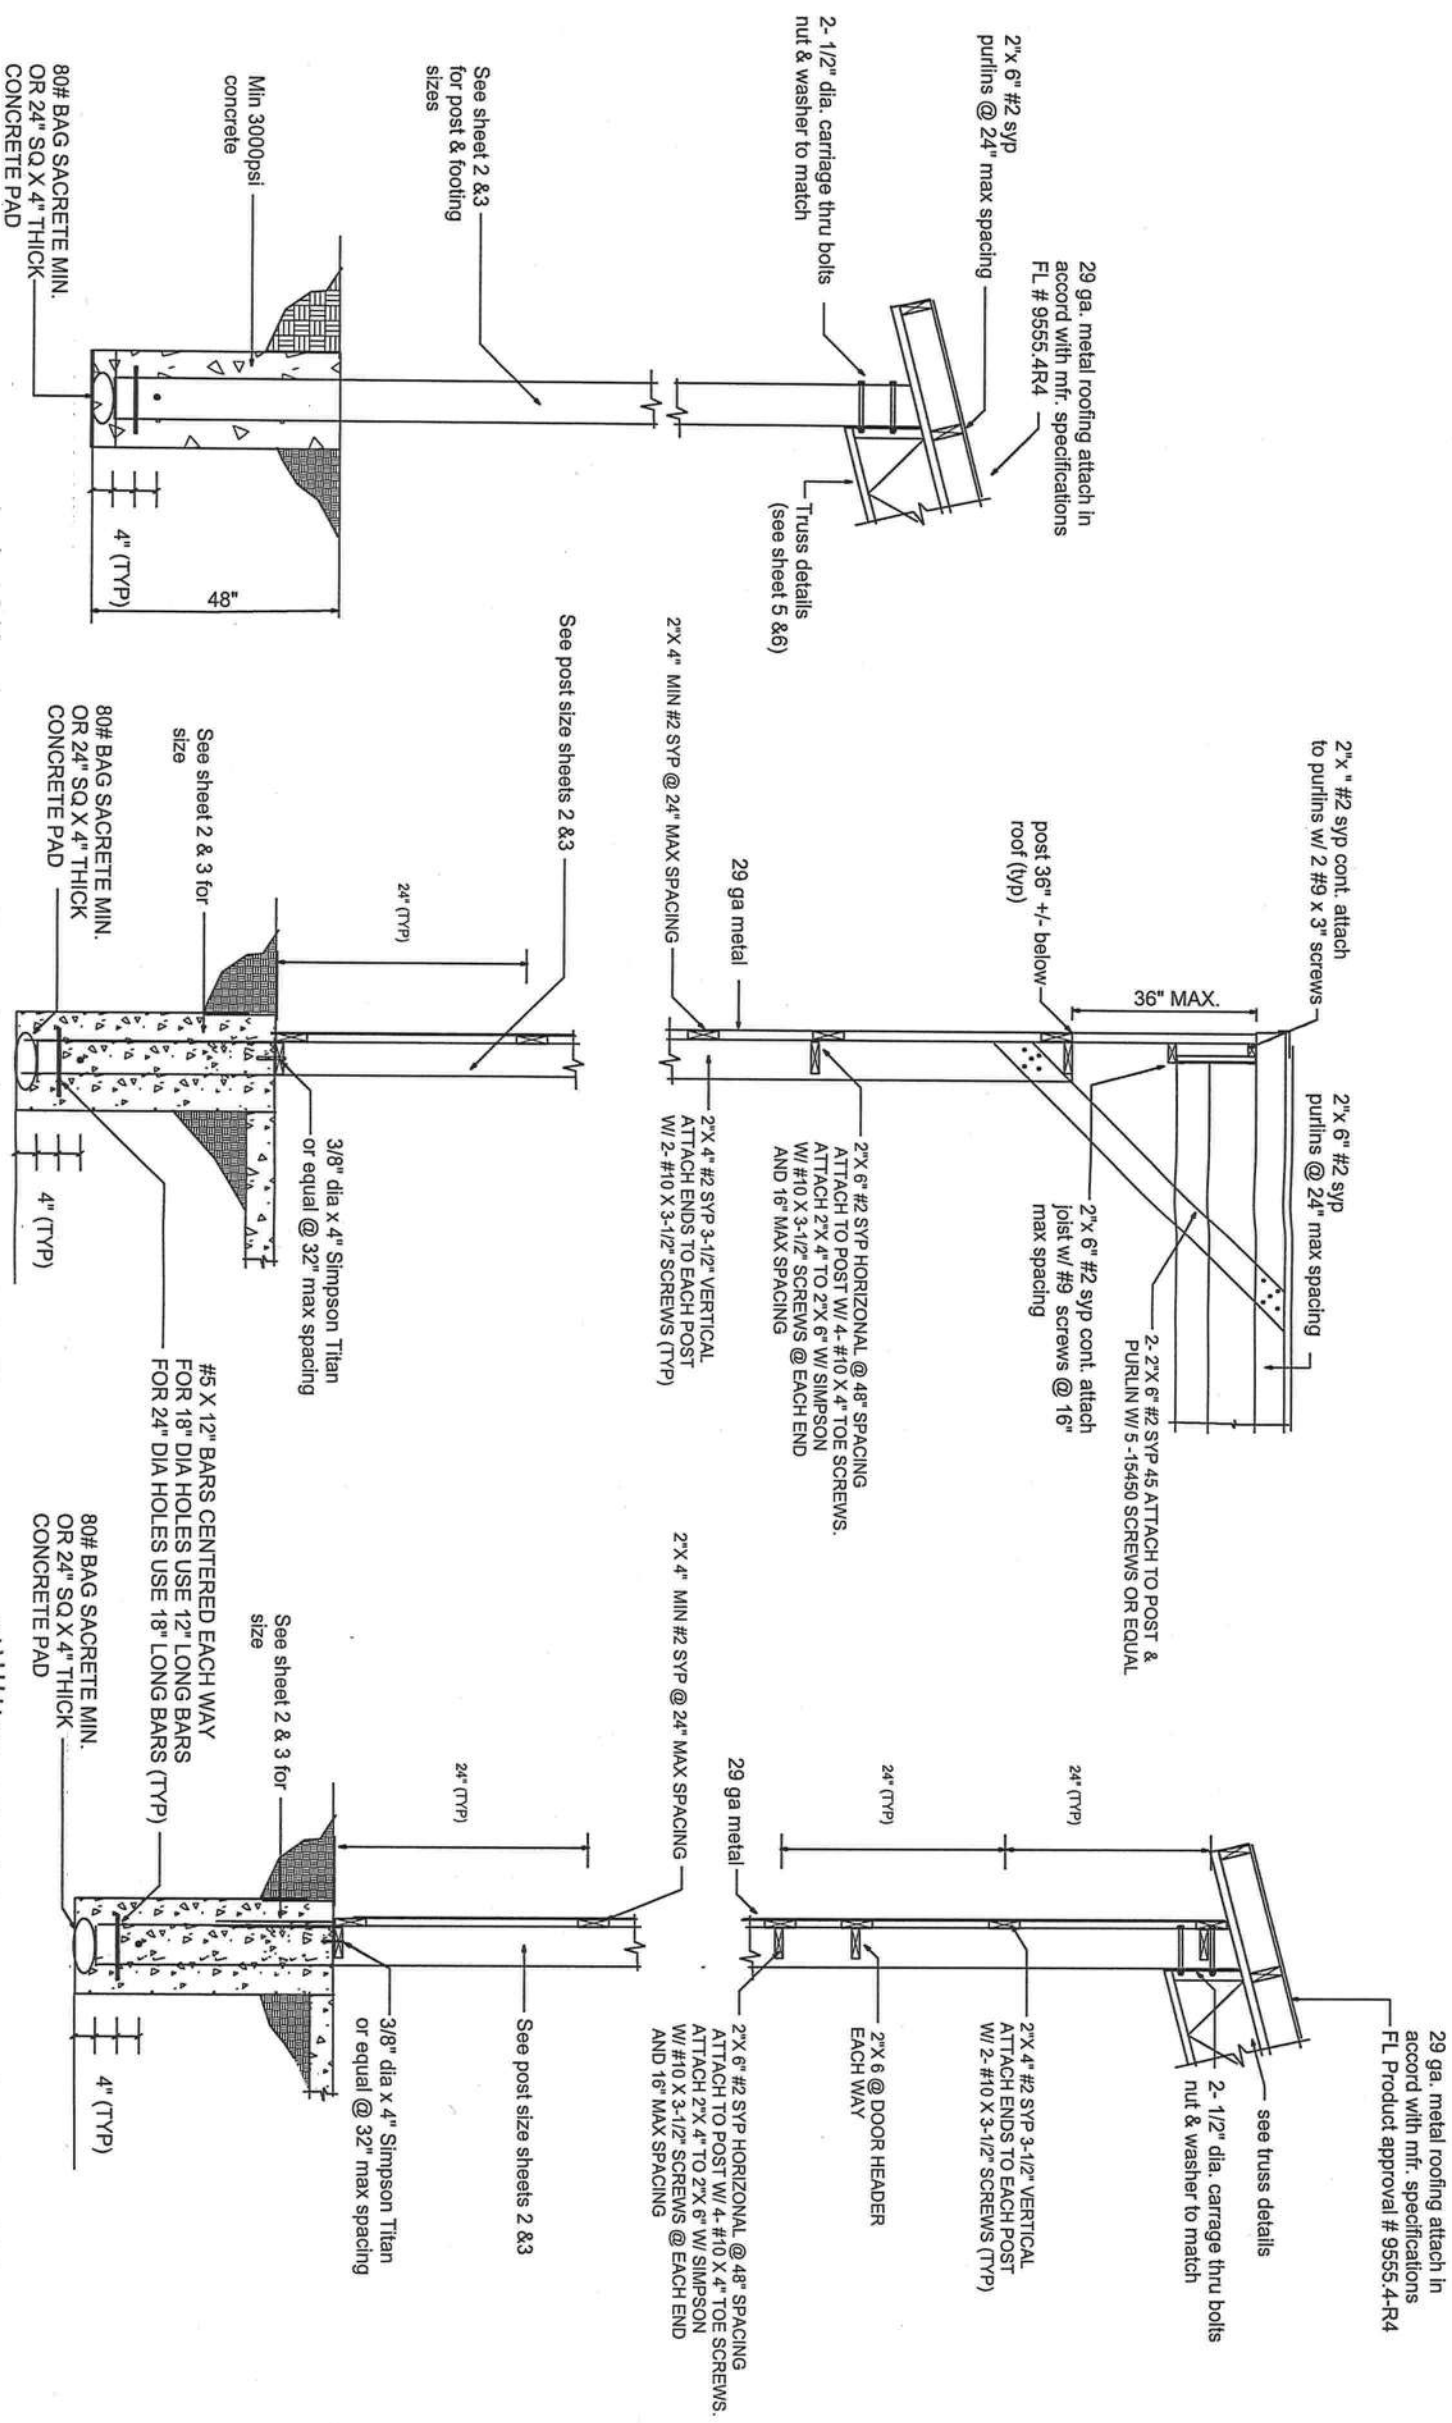 29 ga. metal roofing attach in
accord with mfr. specifications
FL # 9555.4R4
2"x 6" #2 syp
purlins @ 24" max spacing
2- 1/2" dia. carriage thru bolts
nut & washer to match
Truss details
(see sheet 5 &6)
See sheet 2 &3
for post & footing
sizes
Min 3000psi
concrete
80# BAG SACRETE MIN.
OR 24" SQ X 4" THICK
CONCRETE PAD
4" (TYP)
48"
2"x " #2 syp cont. attach
to purlins w/ 2 #9 x 3" screws
2"x 6" #2 syp
purlins @ 24" max spacing
36" MAX.
post 36" +/- below
roof (typ)
2- 2"X 6" #2 SYP 45 ATTACH TO POST &
PURLIN W/ 5 -15450 SCREWS OR EQUAL
2"x 6" #2 syp cont. attach
joist w/ #9 screws @ 16"
max spacing
29 ga metal
2"X 6" #2 SYP HORIZONAL @ 48" SPACING
ATTACH TO POST W/ 4- #10 X 4" TOE SCREWS.
ATTACH 2"X 4" TO 2"X 6" W/ SIMPSON
W/ #10 X 3-1/2" SCREWS @ EACH END
AND 16" MAX SPACING
2"X 4" MIN #2 SYP @ 24" MAX SPACING
2"X 4" #2 SYP 3-1/2" VERTICAL
ATTACH ENDS TO EACH POST
W/ 2- #10 X 3-1/2" SCREWS (TYP)
See post size sheets 2 &3
24" (TYP)
3/8" dia x 4" Simpson Titan
or equal @ 32" max spacing
See sheet 2 & 3 for
size
80# BAG SACRETE MIN.
OR 24" SQ X 4" THICK
CONCRETE PAD
4" (TYP)
#5 X 12" BARS CENTERED EACH WAY
FOR 18" DIA HOLES USE 12" LONG BARS
FOR 24" DIA HOLES USE 18" LONG BARS (TYP)
29 ga. metal roofing attach in
accord with mfr. specifications
FL Product approval # 9555.4-R4
see truss details
2- 1/2" dia. carrage thru bolts
nut & washer to match
24" (TYP)
2"X 4" #2 SYP 3-1/2" VERTICAL
ATTACH ENDS TO EACH POST
W/ 2- #10 X 3-1/2" SCREWS (TYP)
24" (TYP)
2"X 6 @ DOOR HEADER
EACH WAY
29 ga metal
2"X 6" #2 SYP HORIZONAL @ 48" SPACING
ATTACH TO POST W/ 4- #10 X 4" TOE SCREWS.
ATTACH 2"X 4" TO 2"X 6" W/ SIMPSON
W/ #10 X 3-1/2" SCREWS @ EACH END
AND 16" MAX SPACING
2"X 4" MIN #2 SYP @ 24" MAX SPACING
See post size sheets 2 &3
24" (TYP)
3/8" dia x 4" Simpson Titan
or equal @ 32" max spacing
See sheet 2 & 3 for
size
80# BAG SACRETE MIN.
OR 24" SQ X 4" THICK
CONCRETE PAD
4" (TYP)